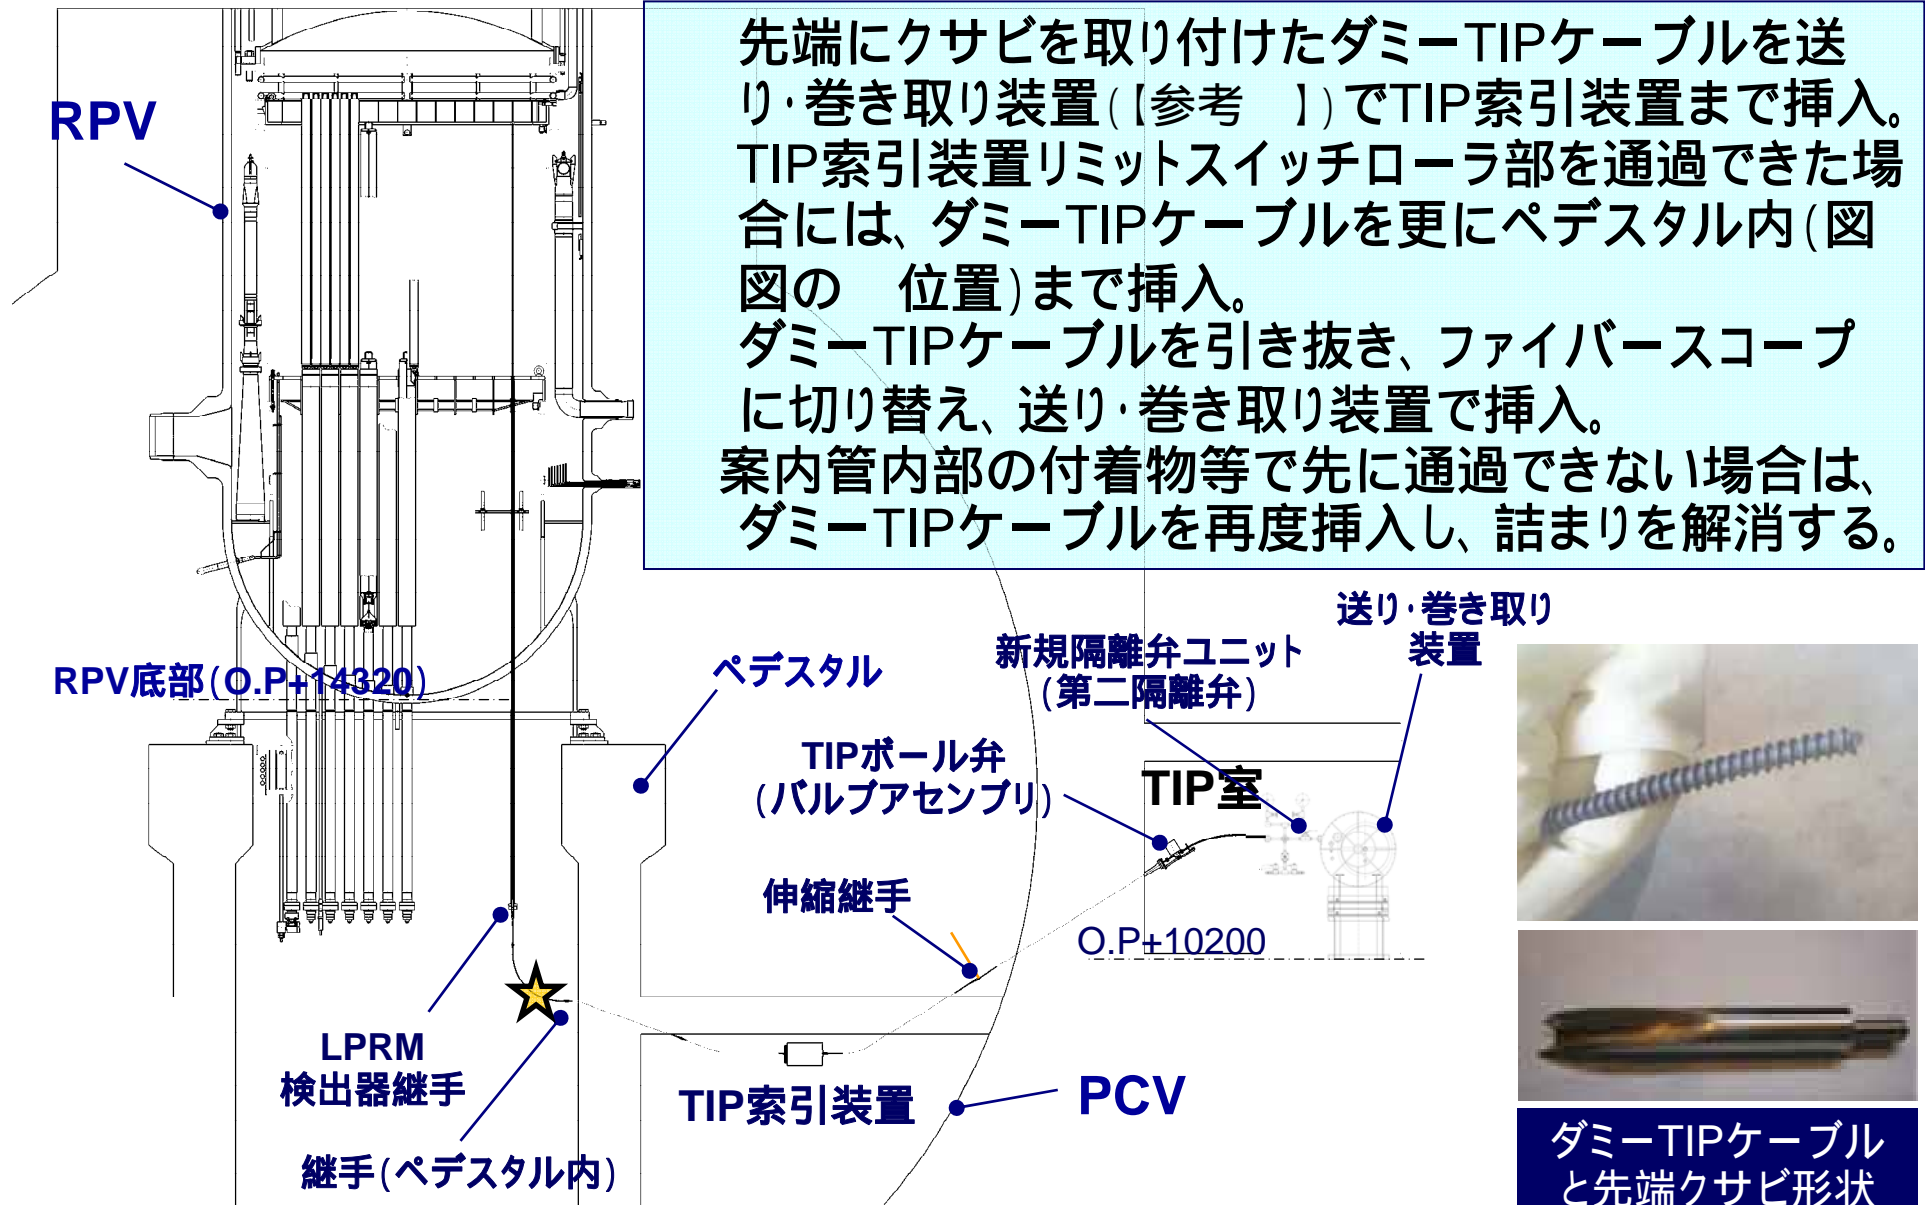 先端にクサビを取り付けたダミーTIPケーブルを送
り・巻き取り装置(【参考　】)でTIP索引装置まで挿入。
TIP索引装置リミットスイッチローラ部を通過できた場
合には、ダミーTIPケーブルを更にペデスタル内(図
図の　位置)まで挿入。
ダミーTIPケーブルを引き抜き、ファイバースコープ
に切り替え、送り・巻き取り装置で挿入。
案内管内部の付着物等で先に通過できない場合は、
ダミーTIPケーブルを再度挿入し、詰まりを解消する。
RPV
RPV底部(O.P+14320)
ペデスタル
新規隔離弁ユニット
(第二隔離弁)
送り・巻き取り
装置
TIPボール弁
(バルブアセンブリ)
TIP室
伸縮継手
O.P+10200
LPRM
検出器継手
TIP索引装置
PCV
継手(ペデスタル内)
ダミーTIPケーブル
と先端クサビ形状